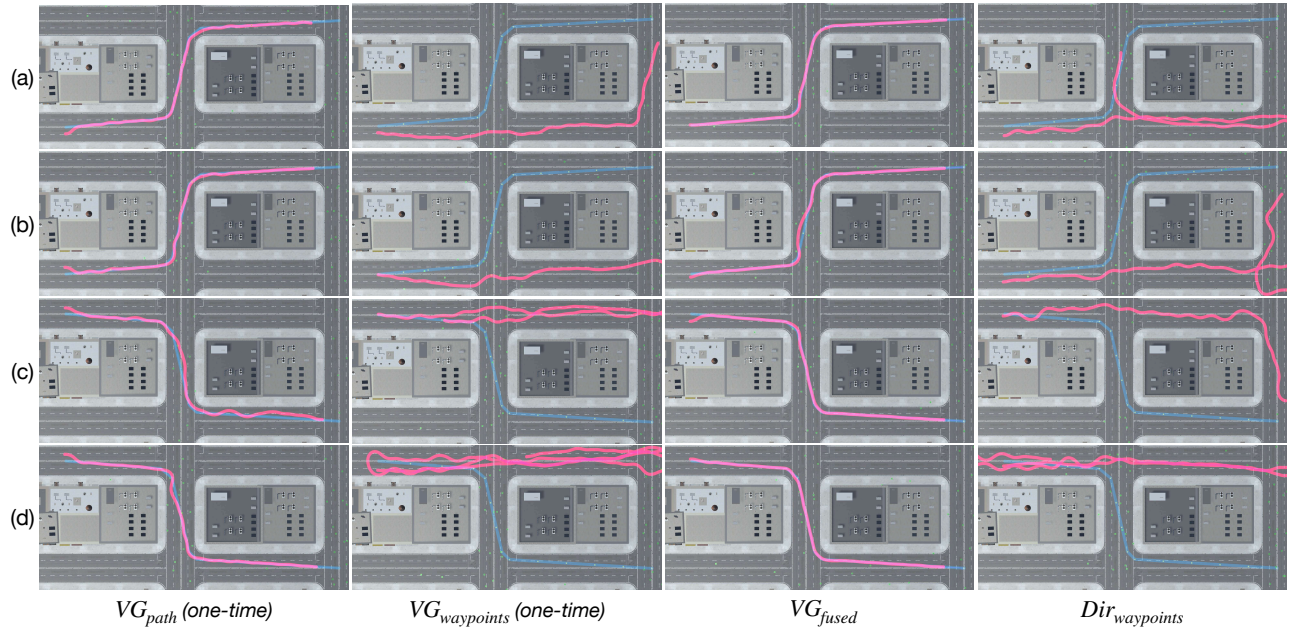 (a)
(b)
(c)
(d)
VG_path (one-time) VG_waypoints (one-time) VG_fused Dir_waypoints